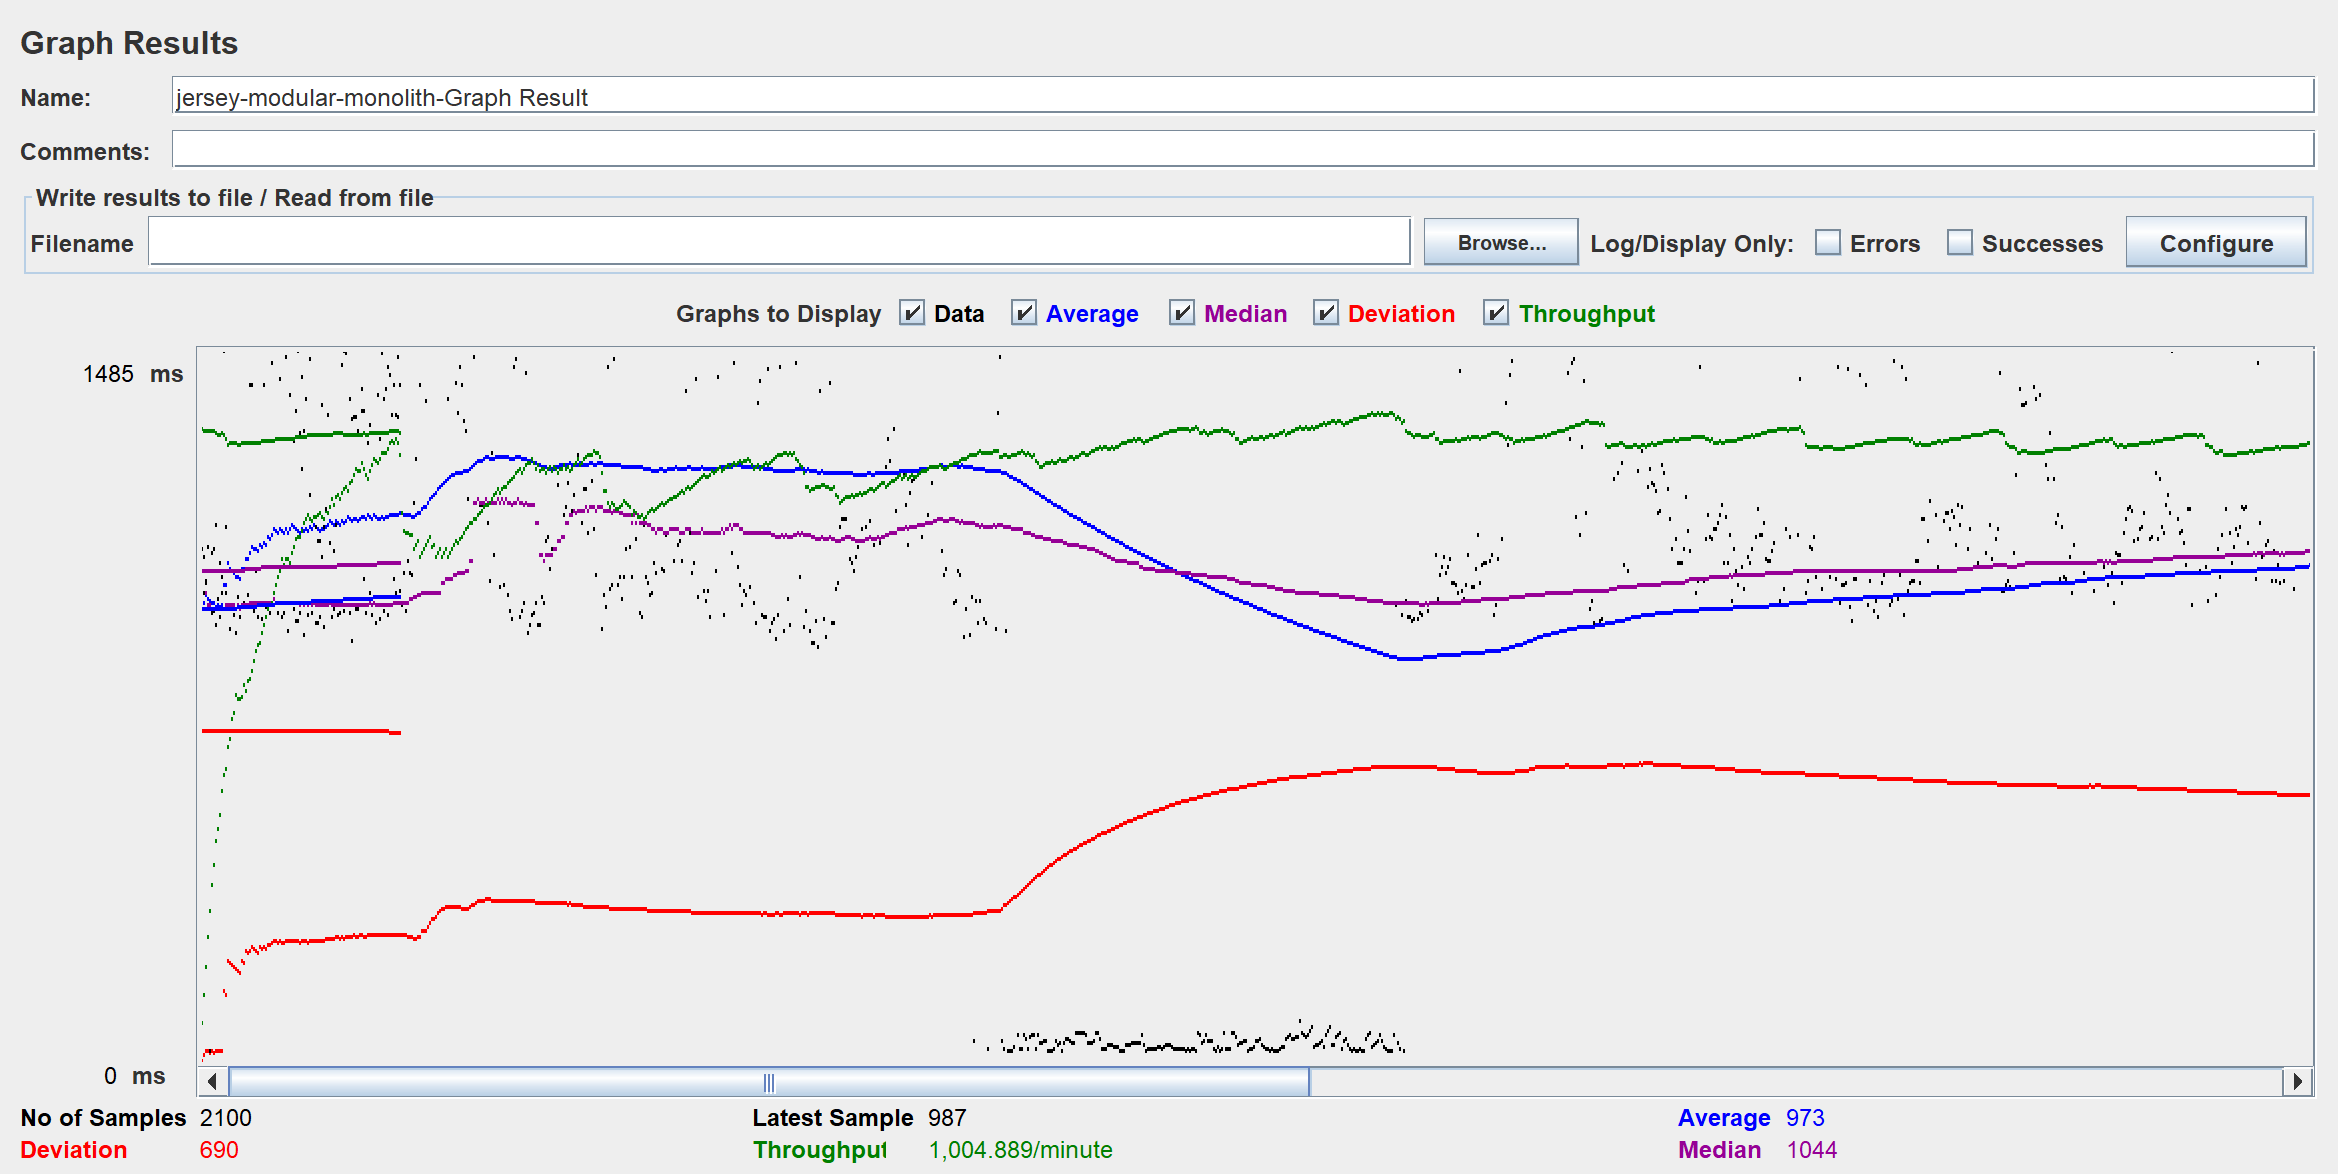 Graph Results
Name: jersey-modular-monolith-Graph Result
Comments:
Write results to file / Read from file
Filename Browse... Log/Display Only: Errors Successes Configure
Graphs to Display Data Average Median Deviation Throughput
1485 ms
0 ms
No of Samples 2100 Latest Sample 987 Average 973
Deviation 690 Throughput 1,004.889/minute Median 1044